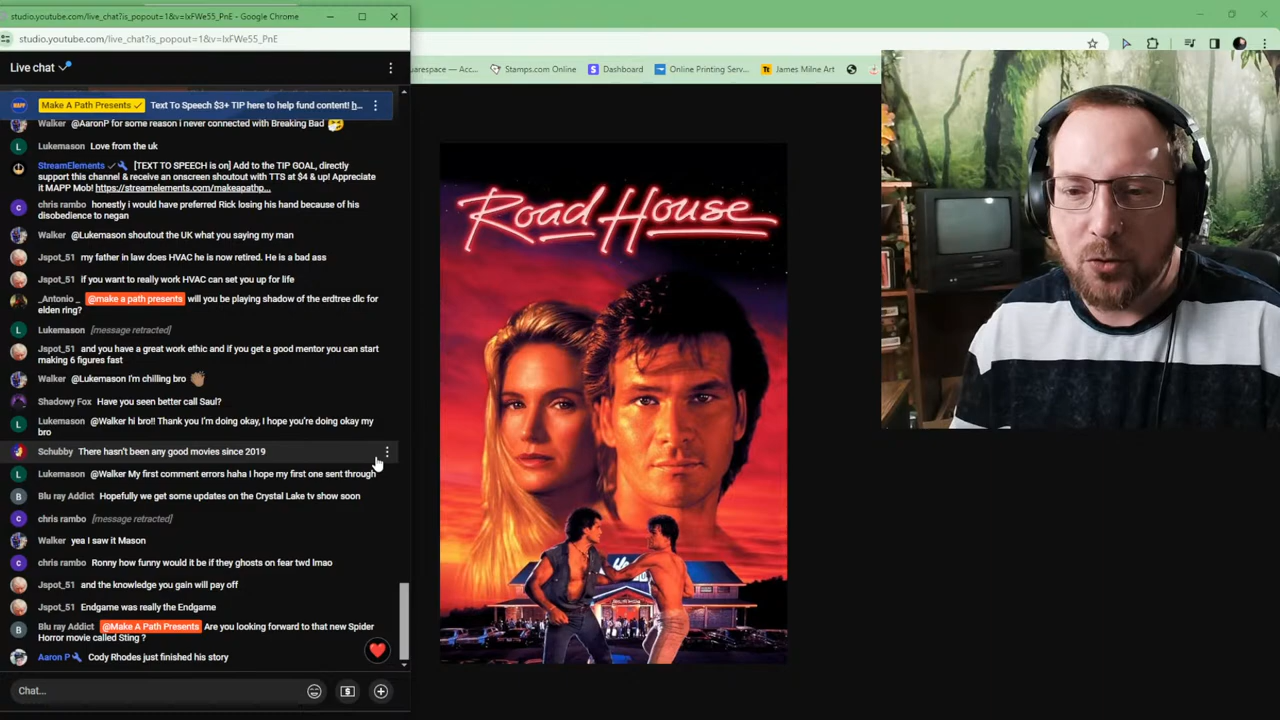 studio.youtube.com/live_chat?is_popout=1&v=IxFWe55_PnE - Google Chrome
studio.youtube.com/live_chat?is_popout=1&v=IxFWe55_PnE
Live chat
Make A Path Presents Text To Speech $3+ TIP here to help fund content! h...
Walker @AaronP for some reason i never connected with Breaking Bad
Lukemason Love from the uk
StreamElements [TEXT TO SPEECH is on] Add to the TIP GOAL, directly
support this channel & receive an onscreen shoutout with TTS at $4 & up! Appreciate
it MAPP Mob! https://streamelements.com/makeapathp...
chris rambo honestly i would have preferred Rick losing his hand because of his
disobedience to negan
Walker @Lukemason shoutout the UK what you saying my man
Jspot_51 my father in law does HVAC he is now retired. He is a bad ass
Jspot_51 if you want to really work HVAC can set you up for life
_Antonio_ @make a path presents will you be playing shadow of the erdtree dlc for
elden ring?
Lukemason [message retracted]
Jspot_51 and you have a great work ethic and if you get a good mentor you can start
making 6 figures fast
Walker @Lukemason I'm chilling bro
Shadowy Fox Have you seen better call Saul?
Lukemason @Walker hi bro!! Thank you I'm doing okay, I hope you're doing okay my
bro
Schubby There hasn't been any good movies since 2019
Lukemason @Walker My first comment errors haha I hope my first one sent through
Blu ray Addict Hopefully we get some updates on the Crystal Lake tv show soon
chris rambo [message retracted]
Walker yea I saw it Mason
chris rambo Ronny how funny would it be if they ghosts on fear twd lmao
Jspot_51 and the knowledge you gain will pay off
Jspot_51 Endgame was really the Endgame
Blu ray Addict @Make A Path Presents Are you looking forward to that new Spider
Horror movie called Sting ?
Aaron P Cody Rhodes just finished his story
Chat...
quarespace — Acc...
Stamps.com Online
Dashboard
Online Printing Serv...
Tt James Milne Art
Road House